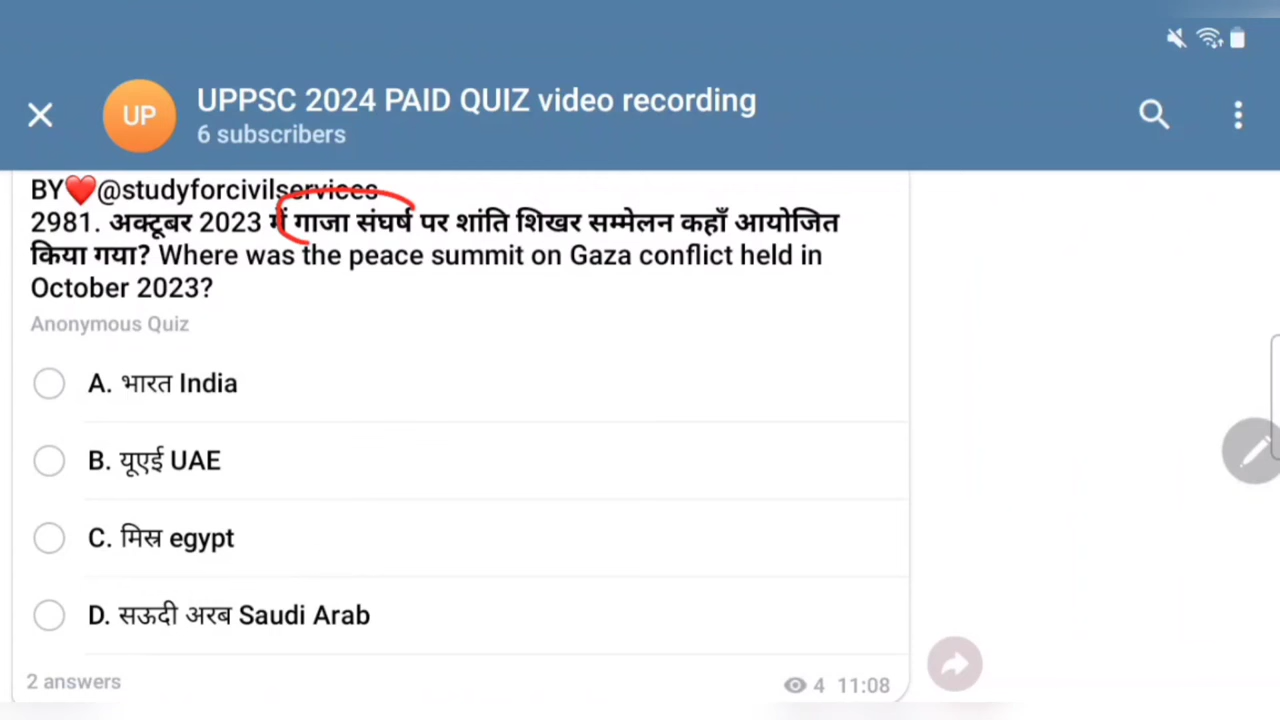 UPPSC 2024 PAID QUIZ video recording
UP
6 subscribers
BY❤️@studyforcivilservices
2981. अक्टूबर 2023 में गाजा संघर्ष पर शांति शिखर सम्मेलन कहाँ आयोजित
किया गया? Where was the peace summit on Gaza conflict held in
October 2023?
Anonymous Quiz
A. भारत India
B. यूएई UAE
C. मिस्र egypt
D. सऊदी अरब Saudi Arab
2 answers
4 11:08